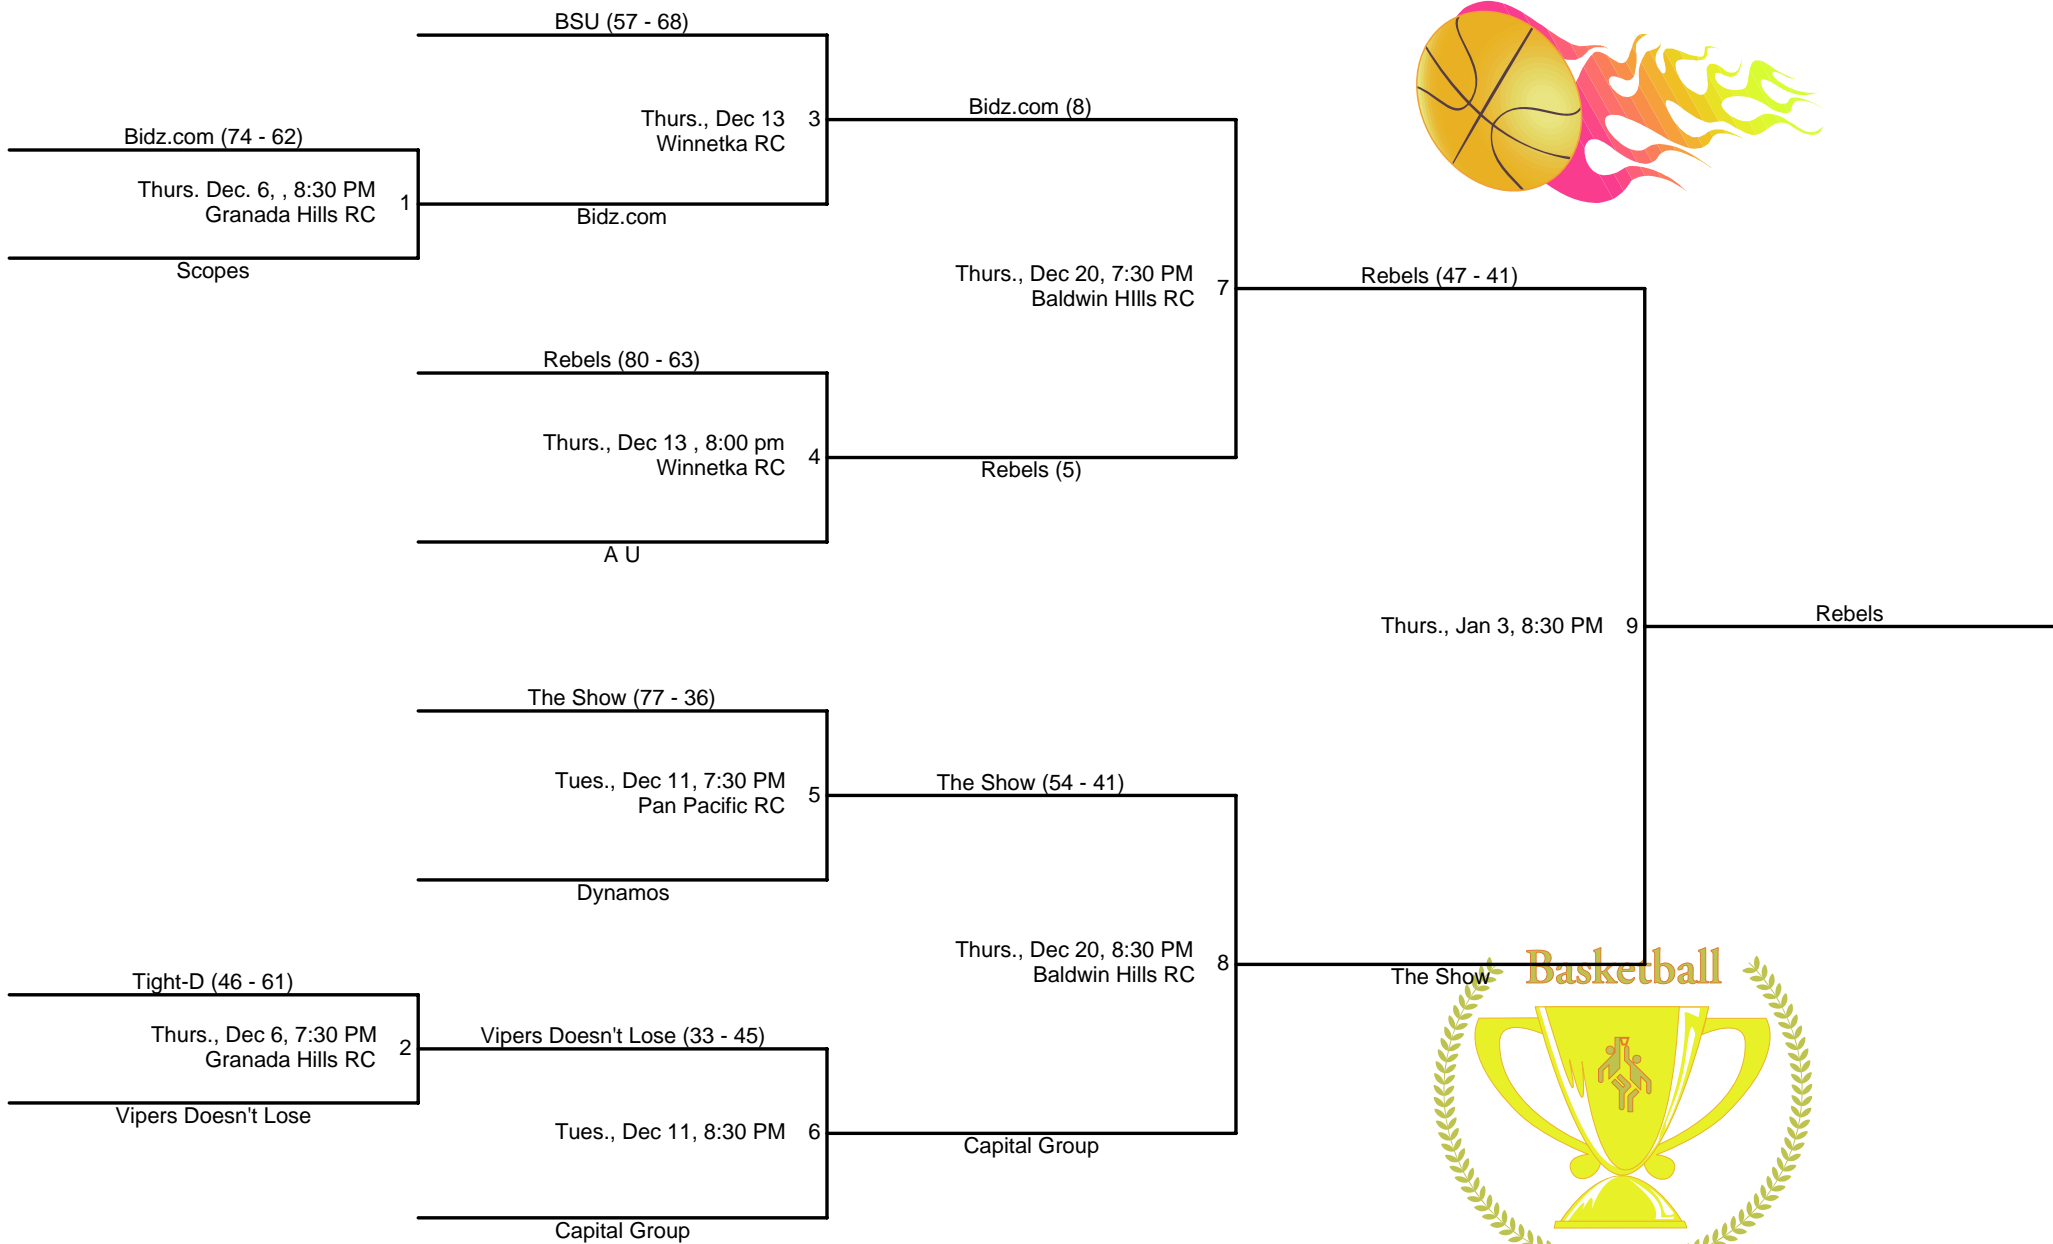 BSU (57 - 68)
Thurs., Dec 13
Winnetka RC
3
Bidz.com (8)
Bidz.com (74 - 62)
Thurs. Dec. 6, , 8:30 PM
Granada Hills RC
1
Bidz.com
Scopes
Thurs., Dec 20, 7:30 PM
Baldwin HIlls RC
7
Rebels (47 - 41)
Rebels (80 - 63)
Thurs., Dec 13 , 8:00 pm
Winnetka RC
4
Rebels (5)
A U
Thurs., Jan 3, 8:30 PM
9
Rebels
The Show (77 - 36)
Tues., Dec 11, 7:30 PM
Pan Pacific RC
5
The Show (54 - 41)
Dynamos
Thurs., Dec 20, 8:30 PM
Baldwin Hills RC
8
The Show
Basketball
Tight-D (46 - 61)
Thurs., Dec 6, 7:30 PM
Granada Hills RC
2
Vipers Doesn't Lose (33 - 45)
Vipers Doesn't Lose
Tues., Dec 11, 8:30 PM
6
Capital Group
Capital Group